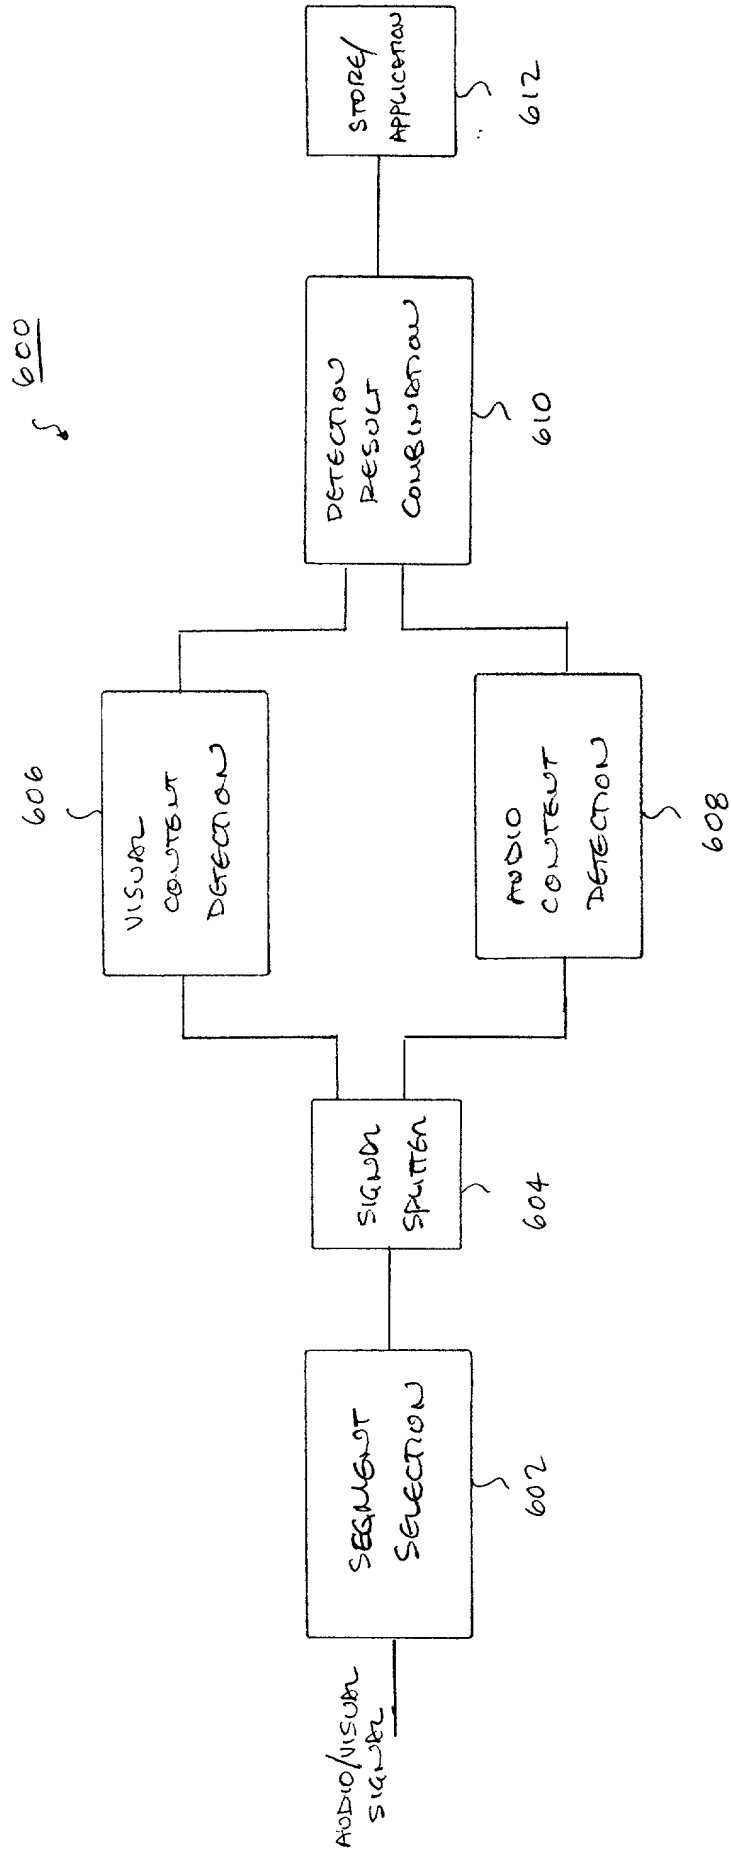 600
AUDIO/VISUAL
SIGNAL
SEGMENT
SELECTION
602
SIGNAL
SPLITTER
604
VISUAL
CONTENT
DETECTION
606
AUDIO
CONTENT
DETECTION
608
DETECTION
RESULT
COMBINATION
610
STORE/
APPLICATION
612